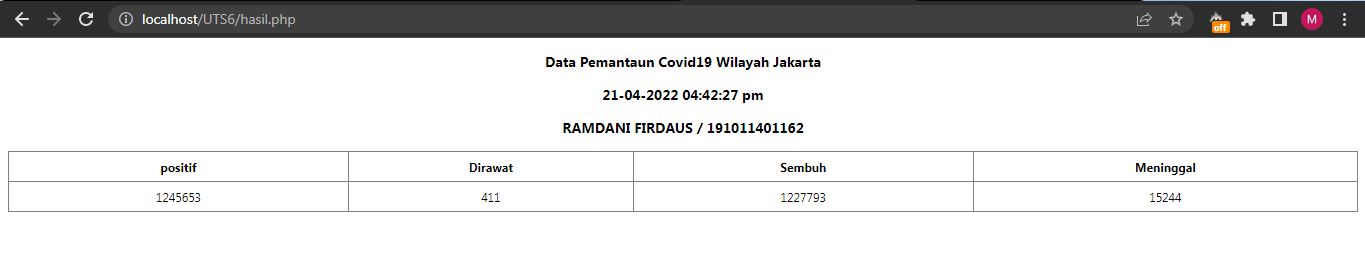 localhost/UTS6/hasil.php
off
M
Data Pemantaun Covid19 Wilayah Jakarta
21-04-2022 04:42:27 pm
RAMDANI FIRDAUS / 191011401162
positif Dirawat Sembuh Meninggal
1245653 411 1227793 15244